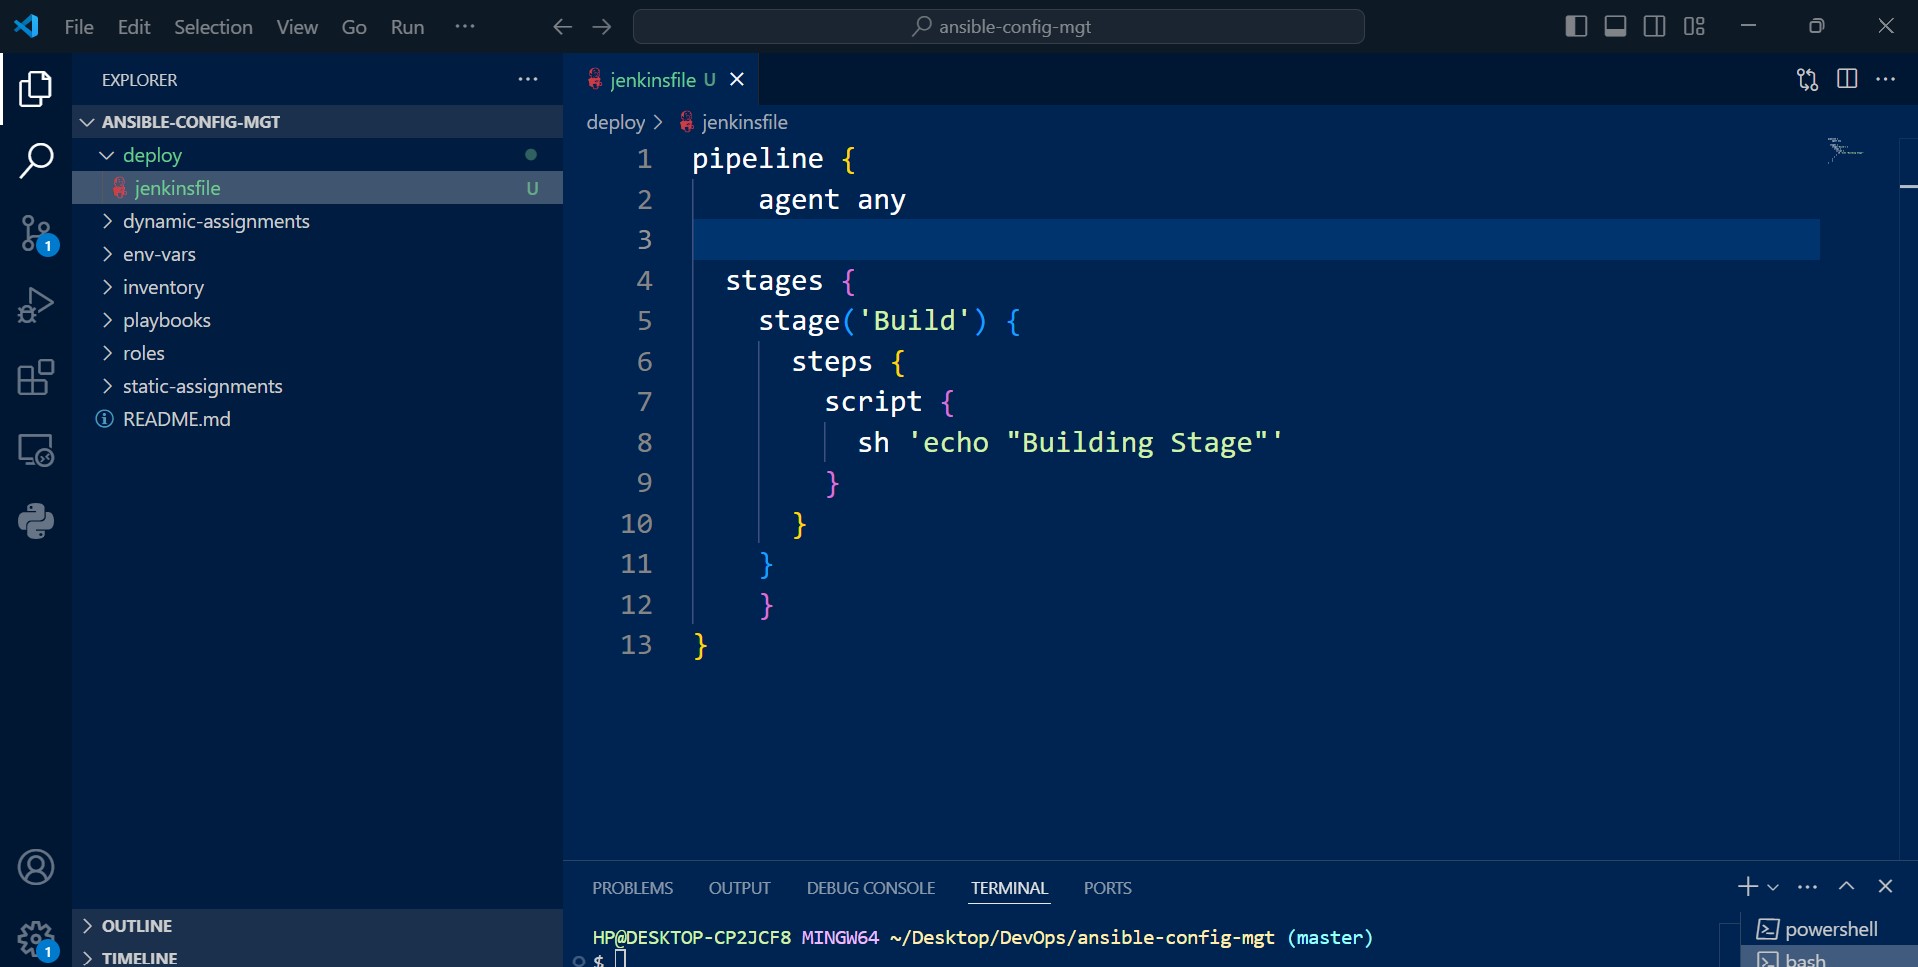 File Edit Selection View Go Run ··· ansible-config-mgt
EXPLORER ···
ANSIBLE-CONFIG-MGT
deploy
jenkinsfile U
dynamic-assignments
env-vars
inventory
playbooks
roles
static-assignments
README.md
OUTLINE
TIMELINE
1
1
jenkinsfile U
deploy > jenkinsfile
1 pipeline {
2     agent any
3
4   stages {
5     stage('Build') {
6       steps {
7         script {
8           sh 'echo "Building Stage"'
9         }
10       }
11     }
12     }
13 }
PROBLEMS OUTPUT DEBUG CONSOLE TERMINAL PORTS
HP@DESKTOP-CP2JCF8 MINGW64 ~/Desktop/DevOps/ansible-config-mgt (master)
$
powershell
bash